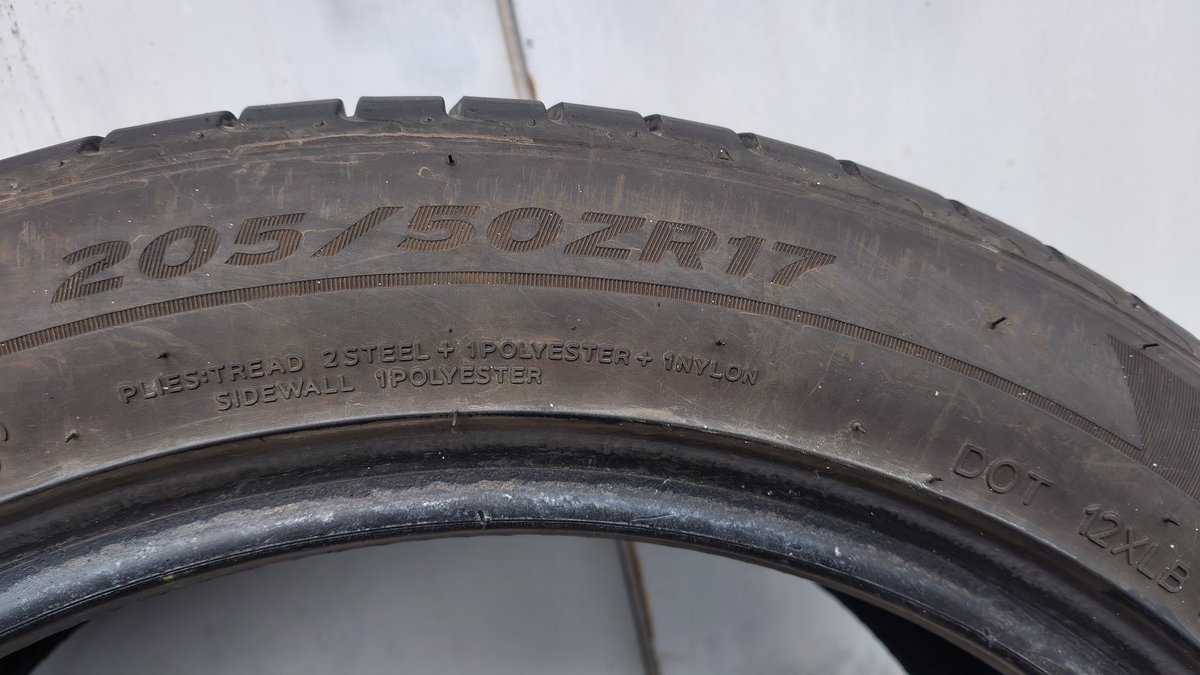 205/50ZR17
PLIES:TREAD 2STEEL + 1POLYESTER + 1NYLON
SIDEWALL 1POLYESTER
DOT 12XLB